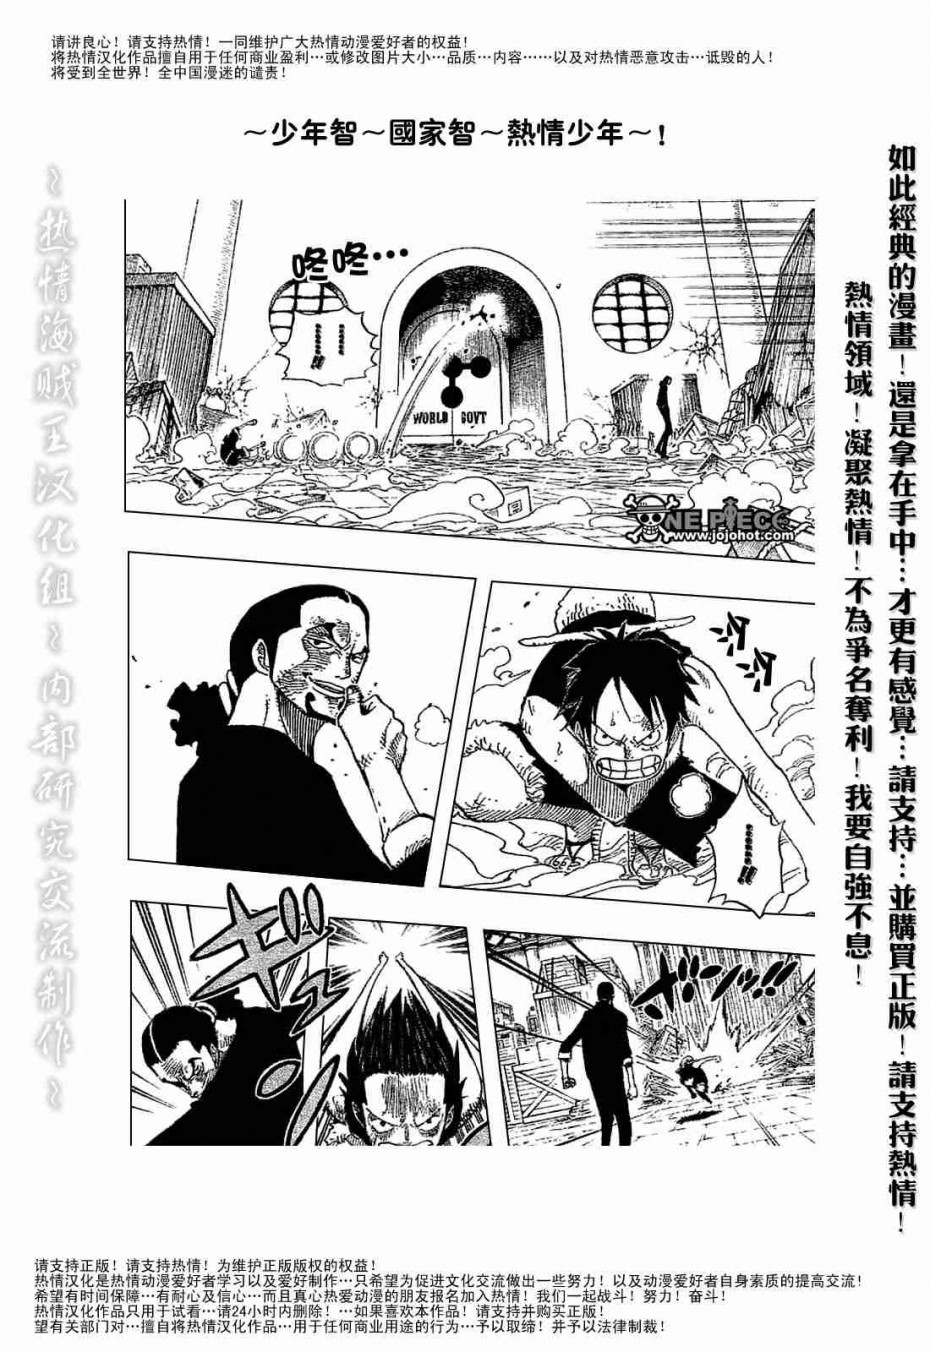 请讲良心！请支持热情！一同维护广大热情动漫爱好者的权益！
将热情汉化作品擅自用于任何商业盈利…或修改图片大小…品质…内容……以及对热情恶意攻击…诋毁的人！
将受到全世界！全中国漫迷的谴责！
～少年智～國家智～熱情少年～！
如此經典的漫畫！還是拿在手中…才更有感覺…請支持…並購買正版！請支持熱情！
熱情領域！凝聚熱情！不為爭名奪利！我要自強不息！
～热情海贼王汉化组～内部研究交流制作～
咚咚…
……!!
WORLD GOVT
ONE PIECE
www.jojohot.com
……!!
请支持正版！请支持热情！为维护正版版权的权益！
热情汉化是热情动漫爱好者学习以及爱好制作…只希望为促进文化交流做出一些努力！以及动漫爱好者自身素质的提高交流！
希望有时间保障…有耐心及信心…而且真心热爱动漫的朋友报名加入热情！我们一起战斗！努力！奋斗！
热情汉化作品只用于试看…请24小时内删除！…如果喜欢本作品！请支持并购买正版！
望有关部门对…擅自将热情汉化作品…用于任何商业用途的行为…予以取缔！并予以法律制裁！